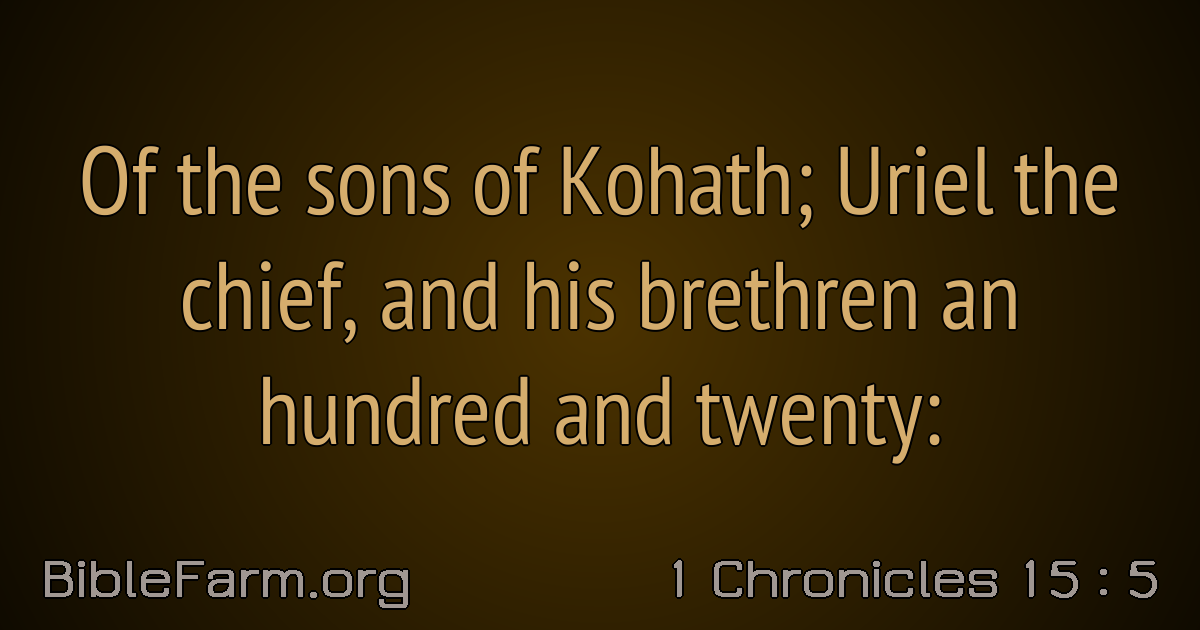 Of the sons of Kohath; Uriel the
chief, and his brethren an
hundred and twenty:
BibleFarm.org
1 Chronicles 15 : 5